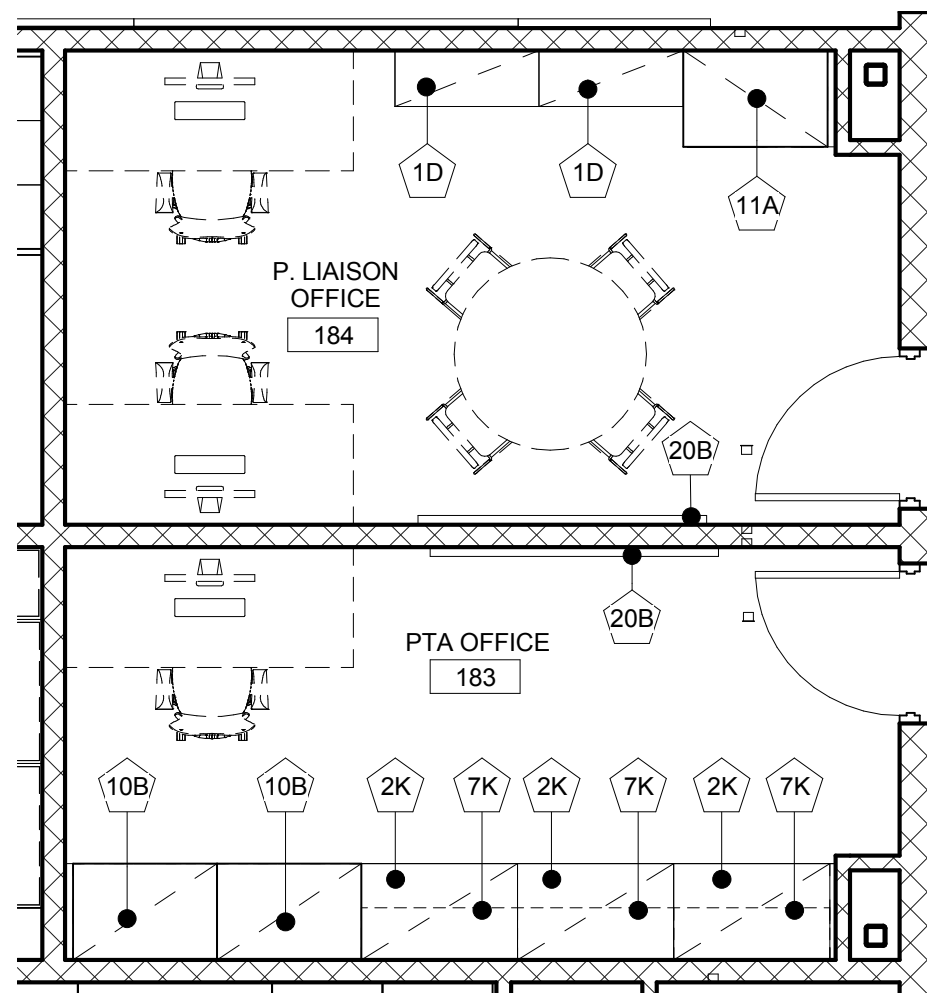 1D
1D
11A
P. LIAISON
OFFICE
184
20B
20B
PTA OFFICE
183
10B
10B
2K
7K
2K
7K
2K
7K